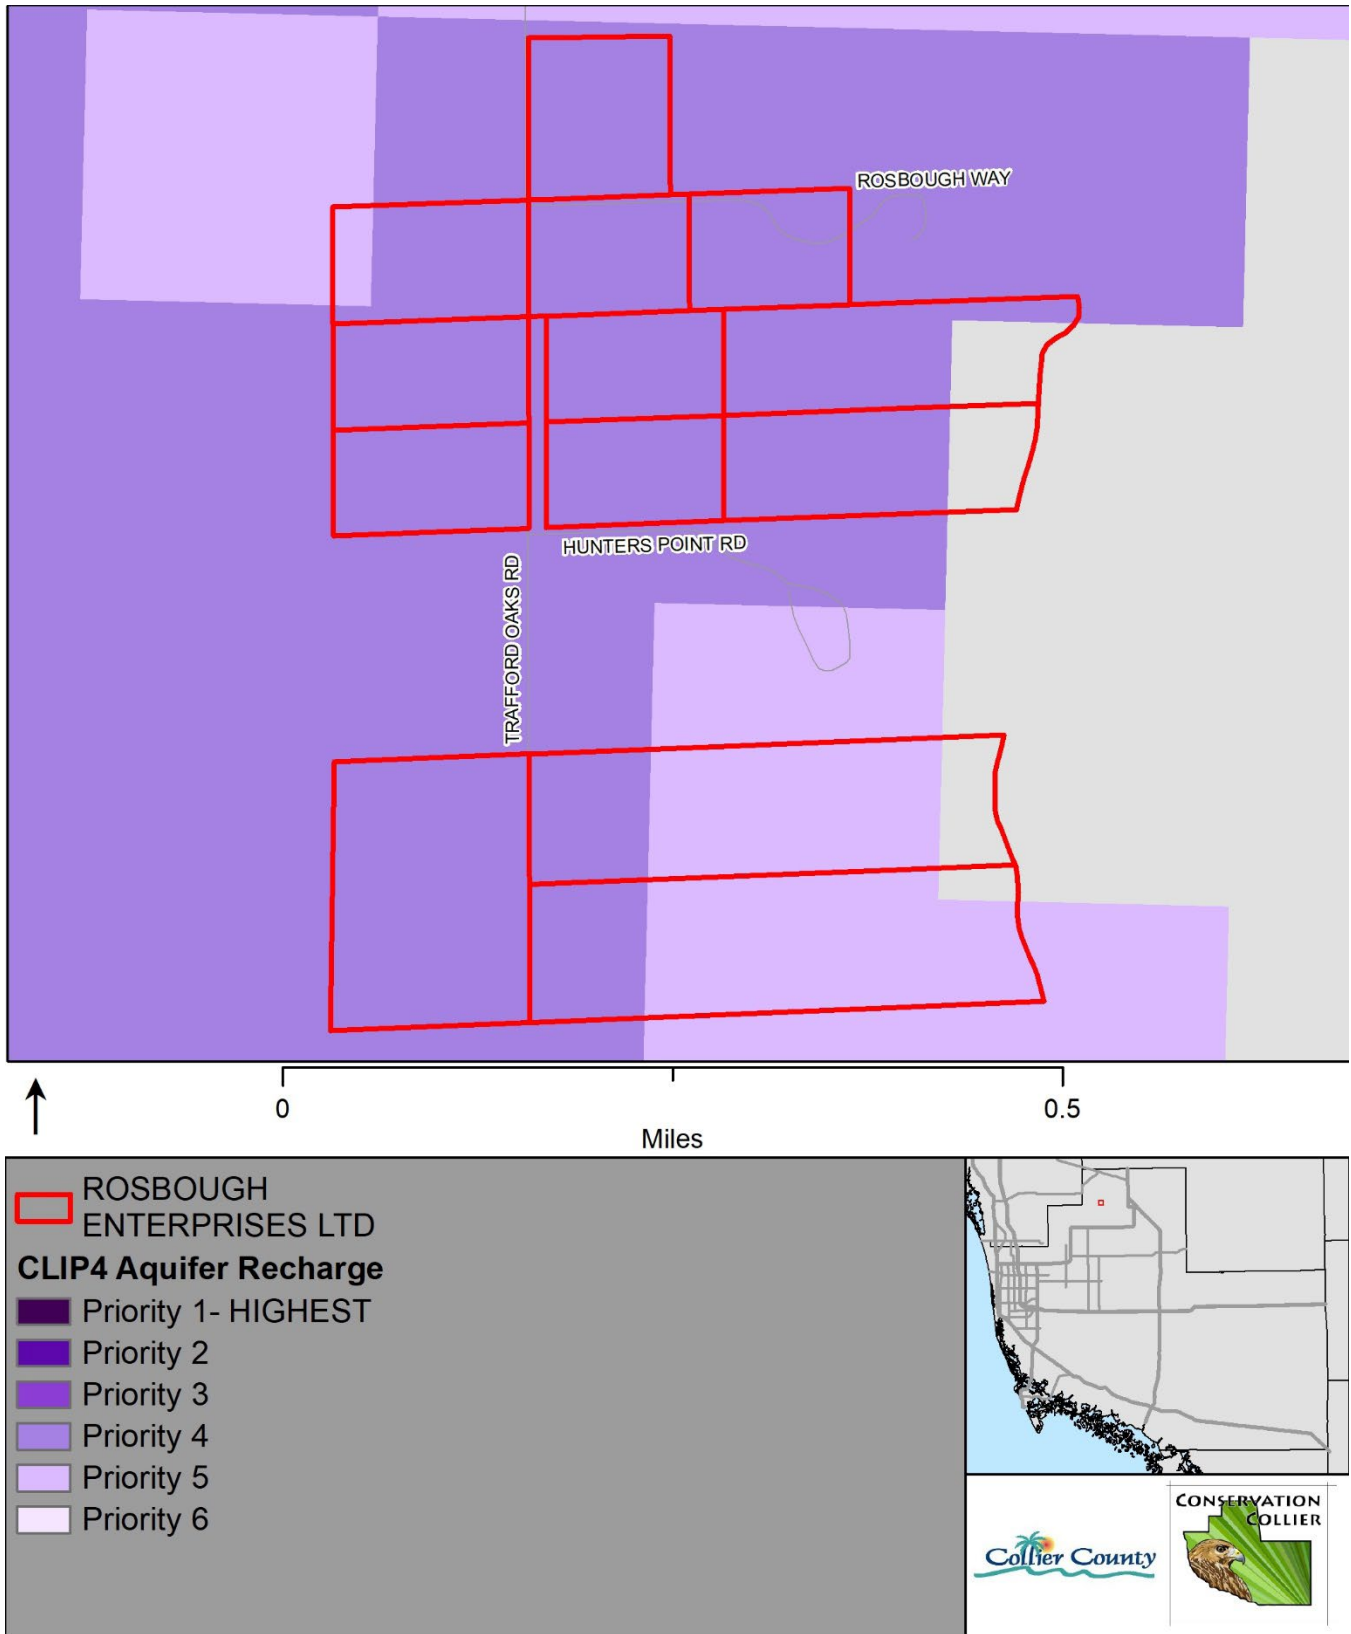 ROSBOUGH WAY
HUNTERS POINT RD
TRAFFORD OAKS RD
0
0.5
Miles
ROSBOUGH
ENTERPRISES LTD
CLIP4 Aquifer Recharge
Priority 1- HIGHEST
Priority 2
Priority 3
Priority 4
Priority 5
Priority 6
Collier County
CONSERVATION
COLLIER